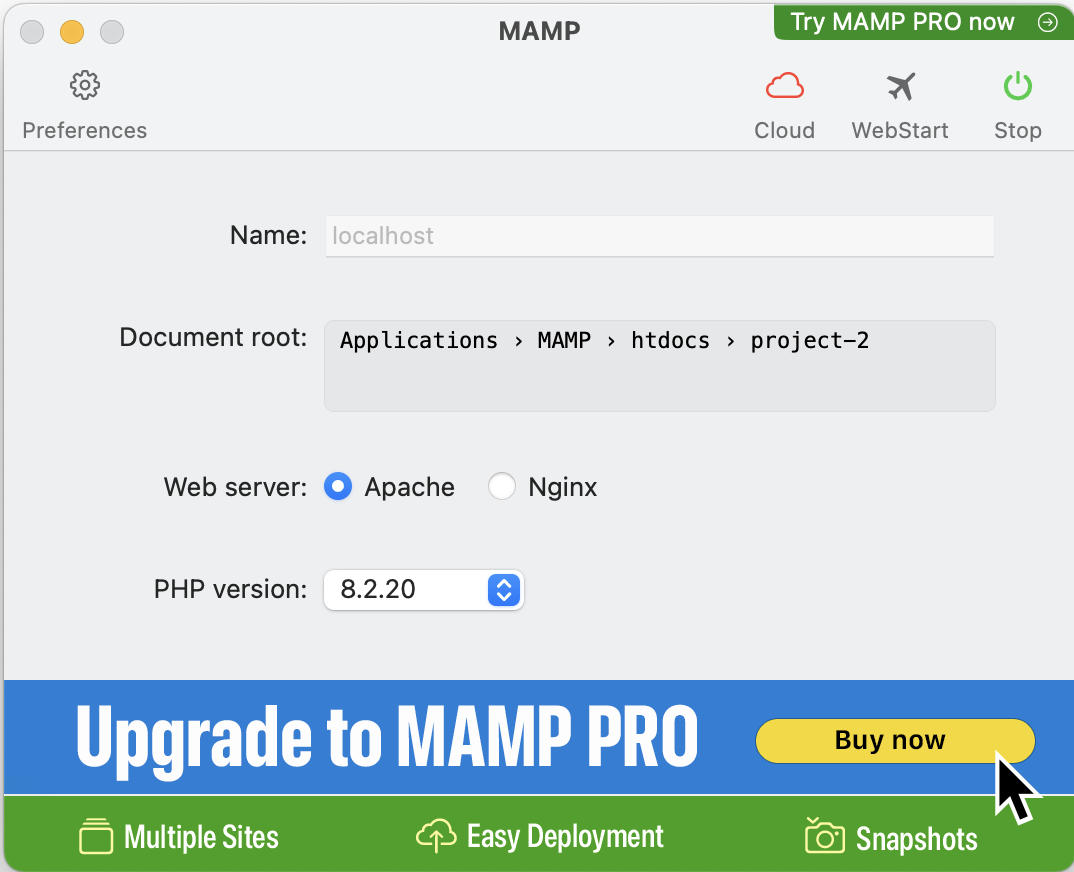 MAMP
Try MAMP PRO now
Preferences
Cloud
WebStart
Stop
Name: localhost
Document root: Applications › MAMP › htdocs › project-2
Web server: Apache Nginx
PHP version: 8.2.20
Upgrade to MAMP PRO
Buy now
Multiple Sites
Easy Deployment
Snapshots